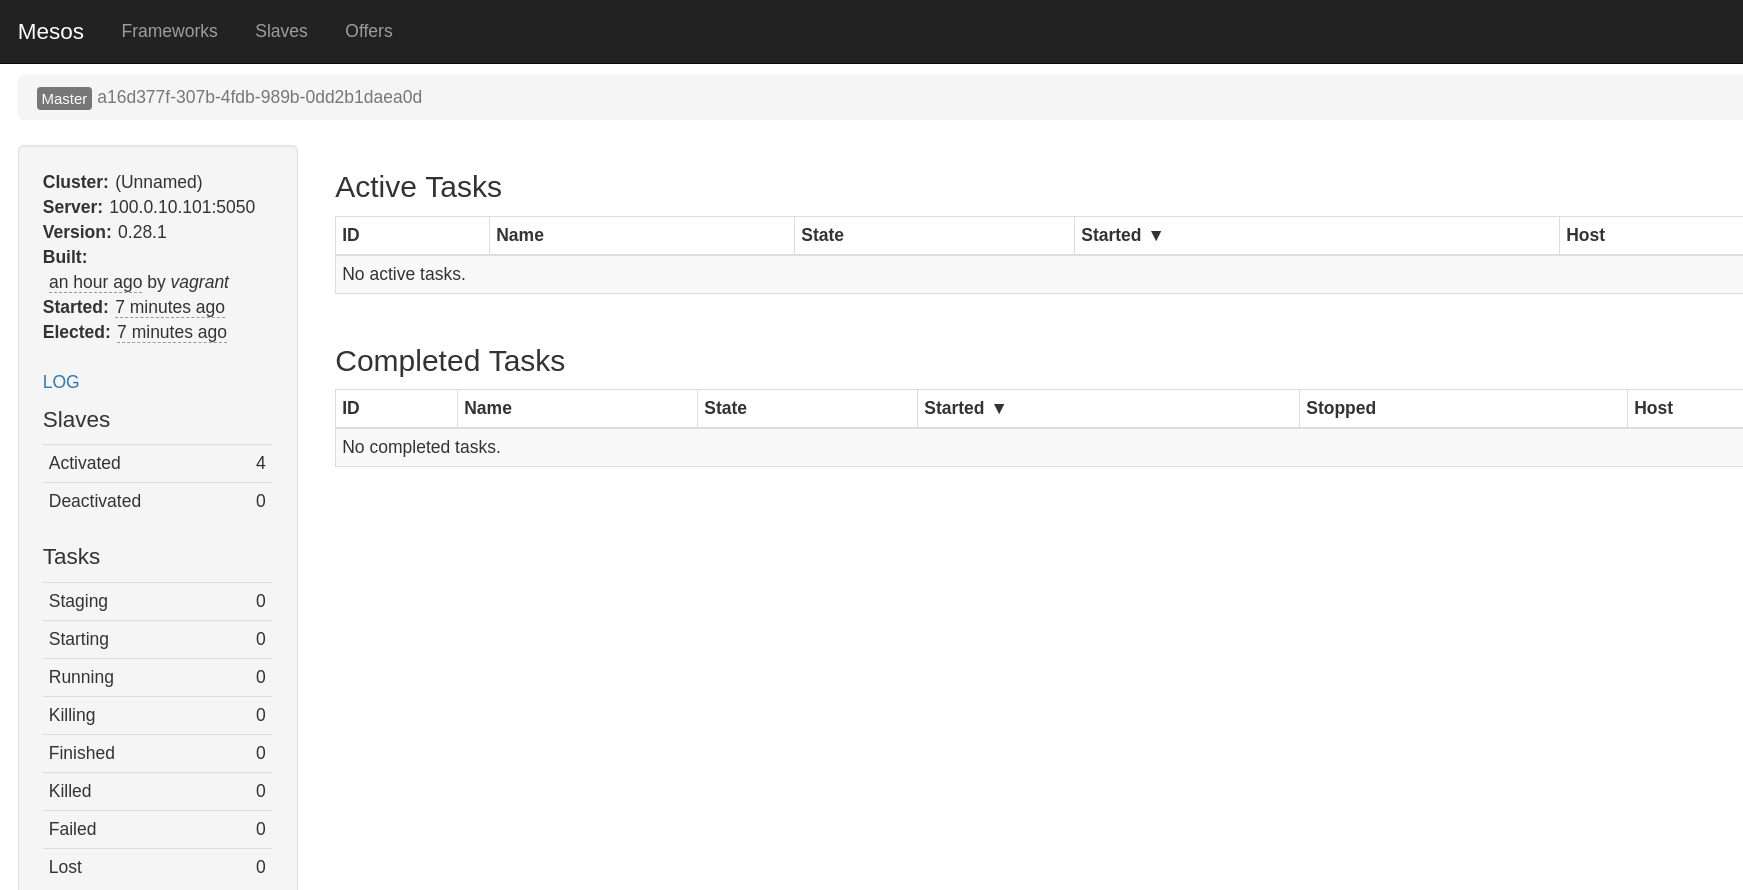 Mesos Frameworks Slaves Offers
Master a16d377f-307b-4fdb-989b-0dd2b1daea0d
Cluster: (Unnamed)
Server: 100.0.10.101:5050
Version: 0.28.1
Built:
an hour ago by vagrant
Started: 7 minutes ago
Elected: 7 minutes ago
LOG
Slaves
Activated 4
Deactivated 0
Tasks
Staging 0
Starting 0
Running 0
Killing 0
Finished 0
Killed 0
Failed 0
Lost 0
Active Tasks
ID Name State Started ▼ Host
No active tasks.
Completed Tasks
ID Name State Started ▼ Stopped Host
No completed tasks.